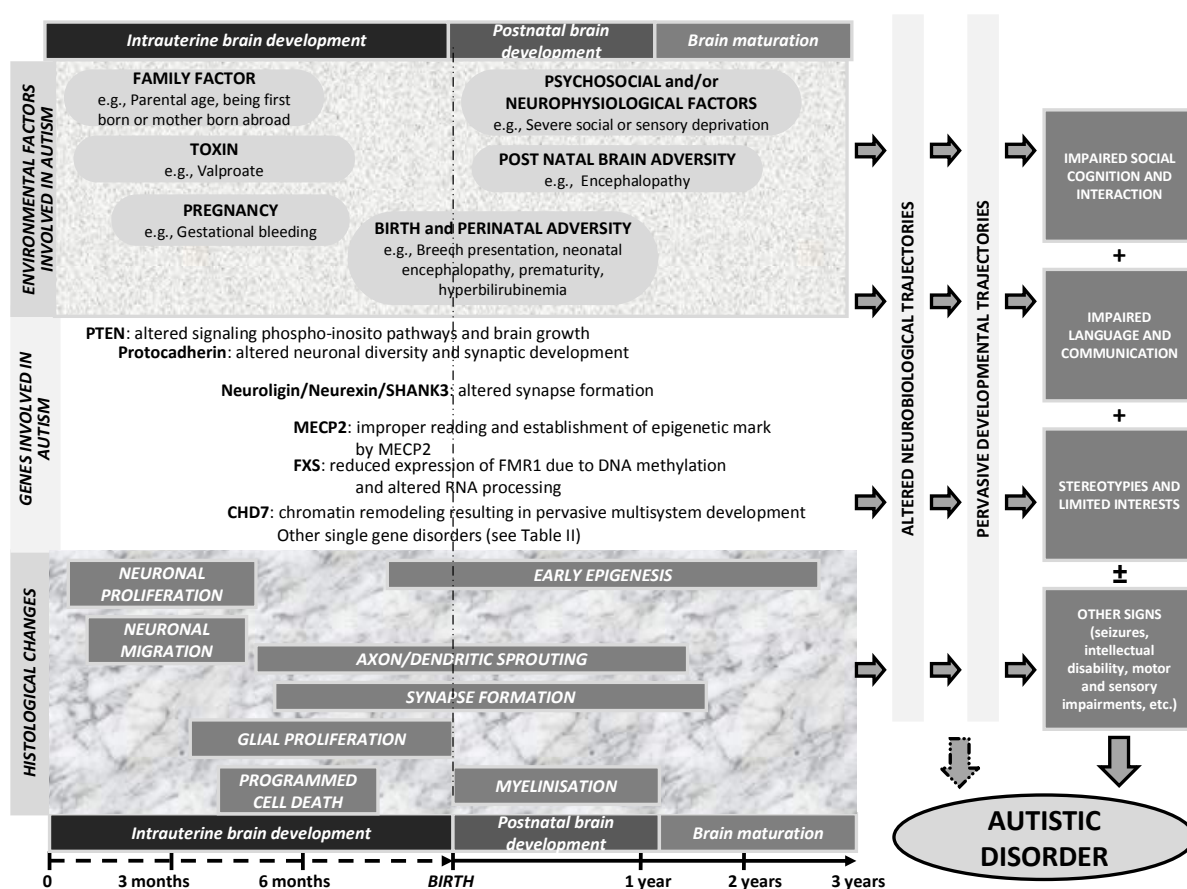 Intrauterine brain development
Postnatal brain
development
Brain maturation
ENVIRONMENTAL FACTORS
INVOLVED IN AUTISM
FAMILY FACTOR
e.g., Parental age, being first
born or mother born abroad
TOXIN
e.g., Valproate
PREGNANCY
e.g., Gestational bleeding
PSYCHOSOCIAL and/or
NEUROPHYSIOLOGICAL FACTORS
e.g., Severe social or sensory deprivation
POST NATAL BRAIN ADVERSITY
e.g., Encephalopathy
BIRTH and PERINATAL ADVERSITY
e.g., Breech presentation, neonatal
encephalopathy, prematurity,
hyperbilirubinemia
GENES INVOLVED IN
AUTISM
PTEN: altered signaling phospho-inosito pathways and brain growth
Protocadherin: altered neuronal diversity and synaptic development
Neuroligin/Neurexin/SHANK3: altered synapse formation
MECP2: improper reading and establishment of epigenetic mark
by MECP2
FXS: reduced expression of FMR1 due to DNA methylation
and altered RNA processing
CHD7: chromatin remodeling resulting in pervasive multisystem development
Other single gene disorders (see Table II)
HISTOLOGICAL CHANGES
NEURONAL
PROLIFERATION
EARLY EPIGENESIS
NEURONAL
MIGRATION
AXON/DENDRITIC SPROUTING
SYNAPSE FORMATION
GLIAL PROLIFERATION
PROGRAMMED
CELL DEATH
MYELINISATION
Intrauterine brain development
Postnatal brain
development
Brain maturation
0
3 months
6 months
BIRTH
1 year
2 years
3 years
ALTERED NEUROBIOLOGICAL TRAJECTORIES
PERVASIVE DEVELOPMENTAL TRAJECTORIES
IMPAIRED SOCIAL
COGNITION AND
INTERACTION
+
IMPAIRED
LANGUAGE AND
COMMUNICATION
+
STEREOTYPIES AND
LIMITED INTERESTS
±
OTHER SIGNS
(seizures,
intellectual
disability, motor
and sensory
impairments, etc.)
AUTISTIC
DISORDER